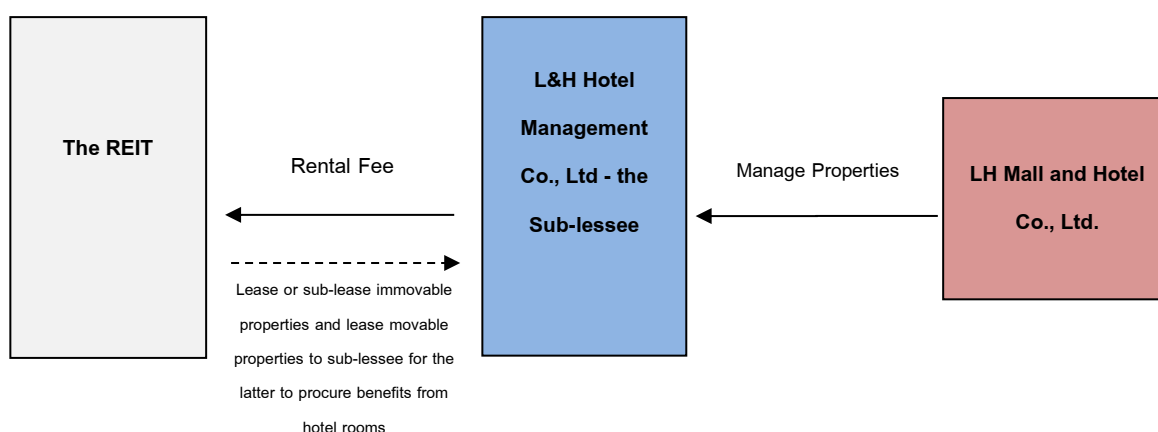 The REIT
Rental Fee
Lease or sub-lease immovable
properties and lease movable
properties to sub-lessee for the
latter to procure benefits from
hotel rooms
L&H Hotel
Management
Co., Ltd - the
Sub-lessee
Manage Properties
LH Mall and Hotel
Co., Ltd.